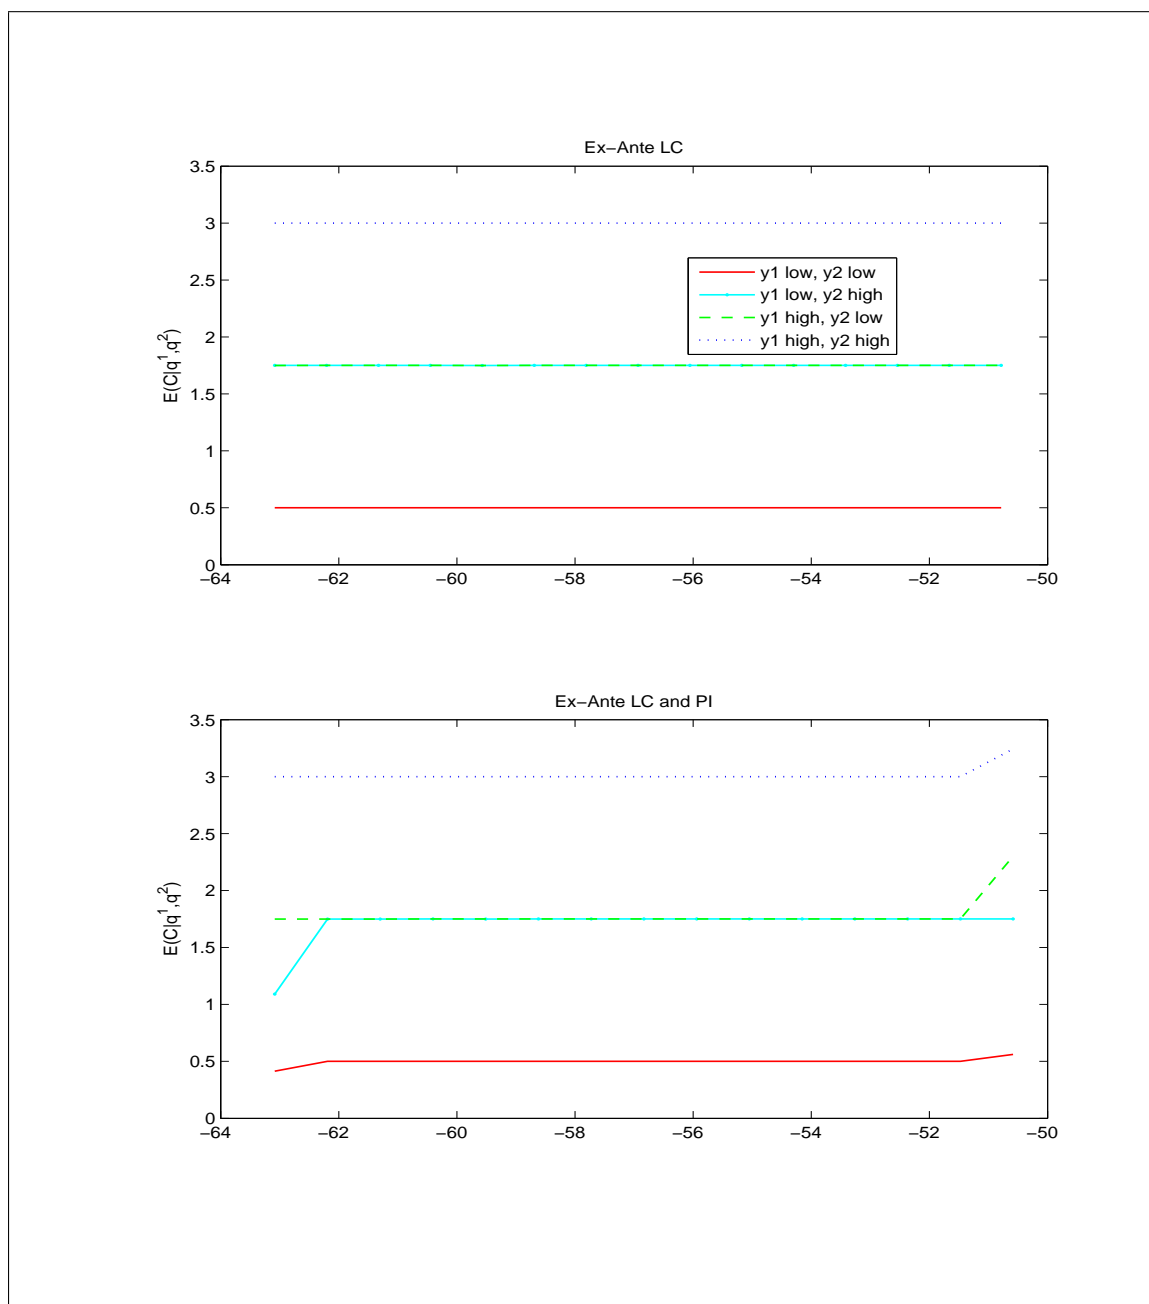 Ex−Ante LC
3.5
3
2.5
2
1.5
1
0.5
0
E(C|q¹,q²)
y1 low, y2 low
y1 low, y2 high
y1 high, y2 low
y1 high, y2 high
−64 −62 −60 −58 −56 −54 −52 −50
Ex−Ante LC and PI
3.5
3
2.5
2
1.5
1
0.5
0
E(C|q¹,q²)
−64 −62 −60 −58 −56 −54 −52 −50